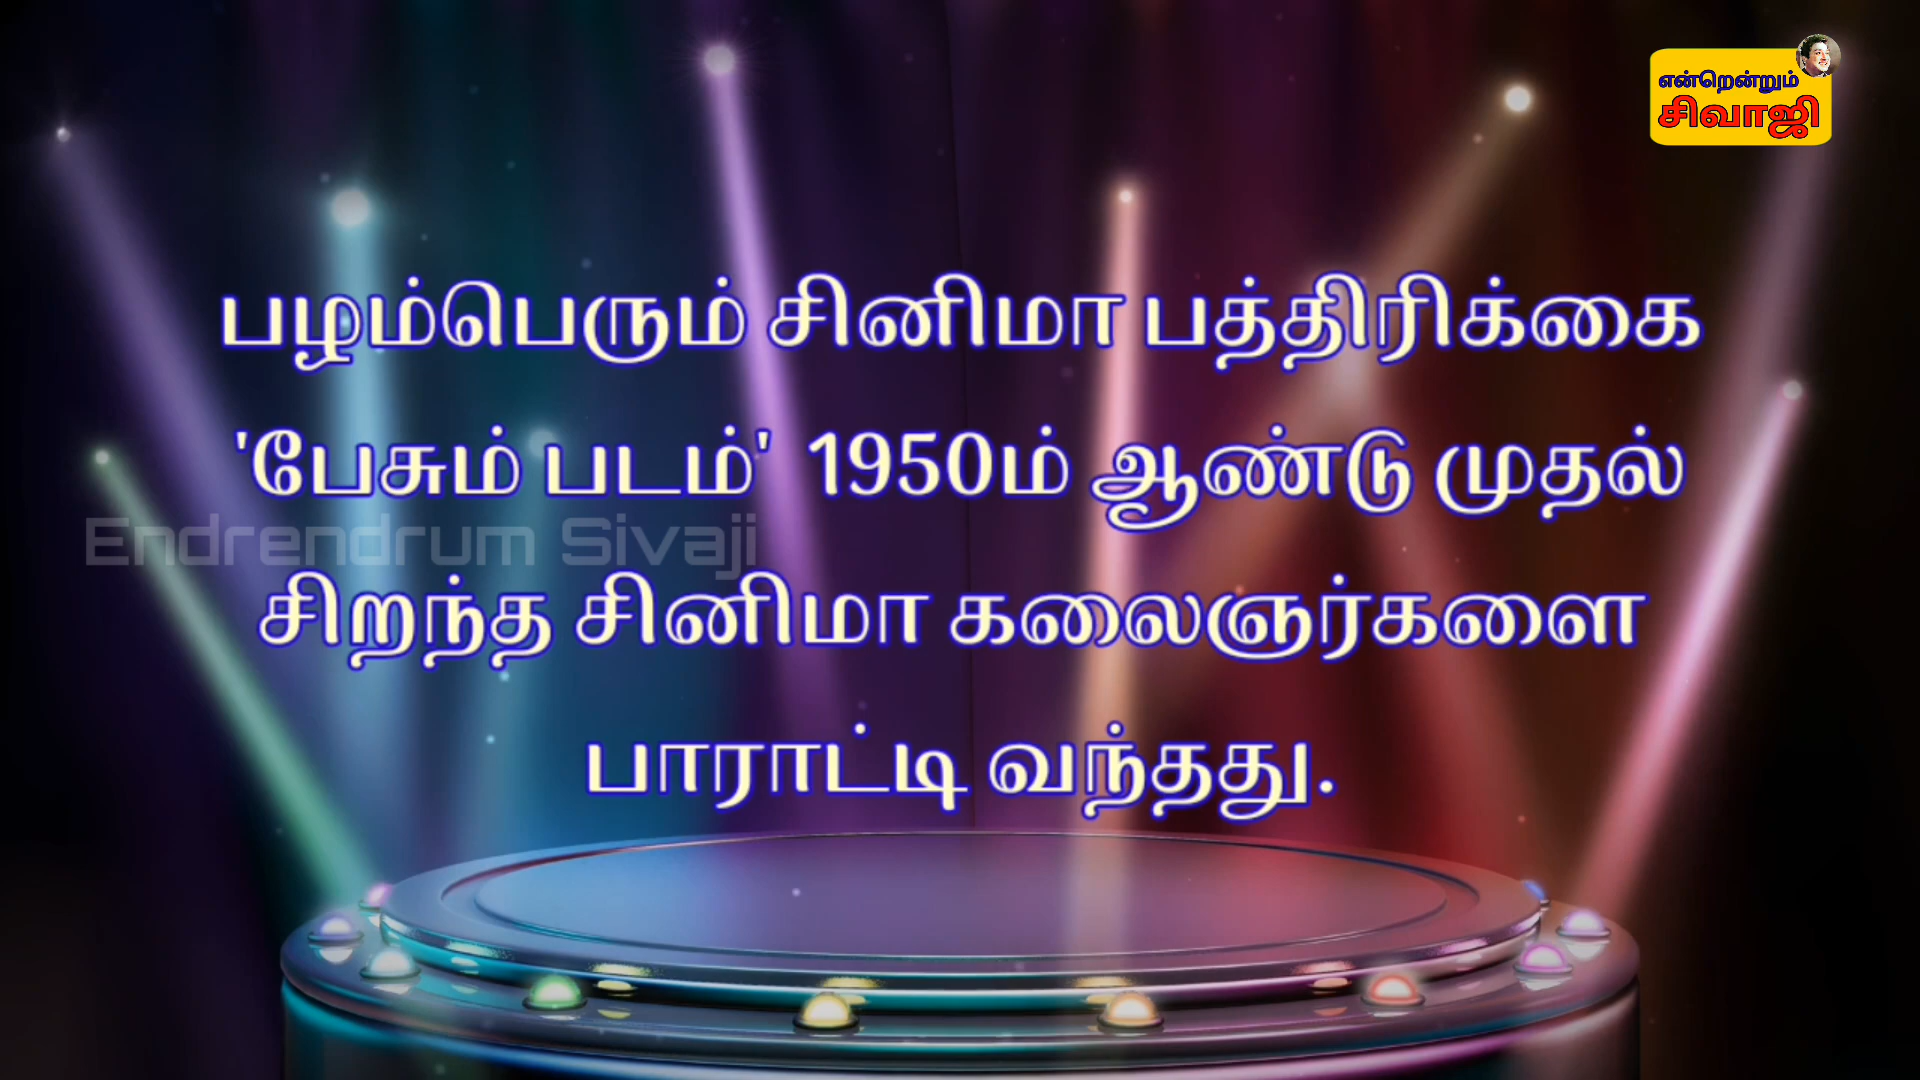 என்றென்றும்
சிவாஜி
பழம்பெரும் சினிமா பத்திரிக்கை
'பேசும் படம்' 1950ம் ஆண்டு முதல்
Endrendrum Sivaji
சிறந்த சினிமா கலைஞர்களை
பாராட்டி வந்தது.